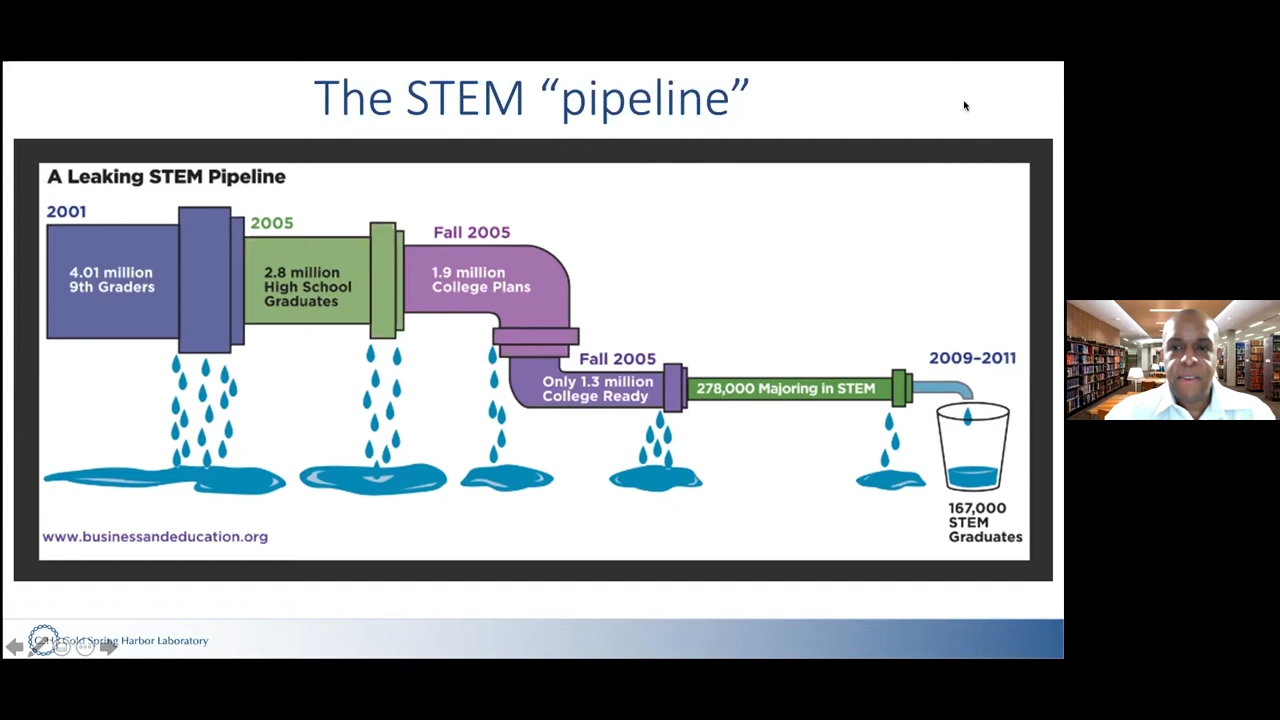 The STEM “pipeline”
A Leaking STEM Pipeline
2001
4.01 million
9th Graders
2005
2.8 million
High School
Graduates
Fall 2005
1.9 million
College Plans
Fall 2005
Only 1.3 million
College Ready
278,000 Majoring in STEM
2009–2011
167,000
STEM
Graduates
www.businessandeducation.org
Cold Spring Harbor Laboratory